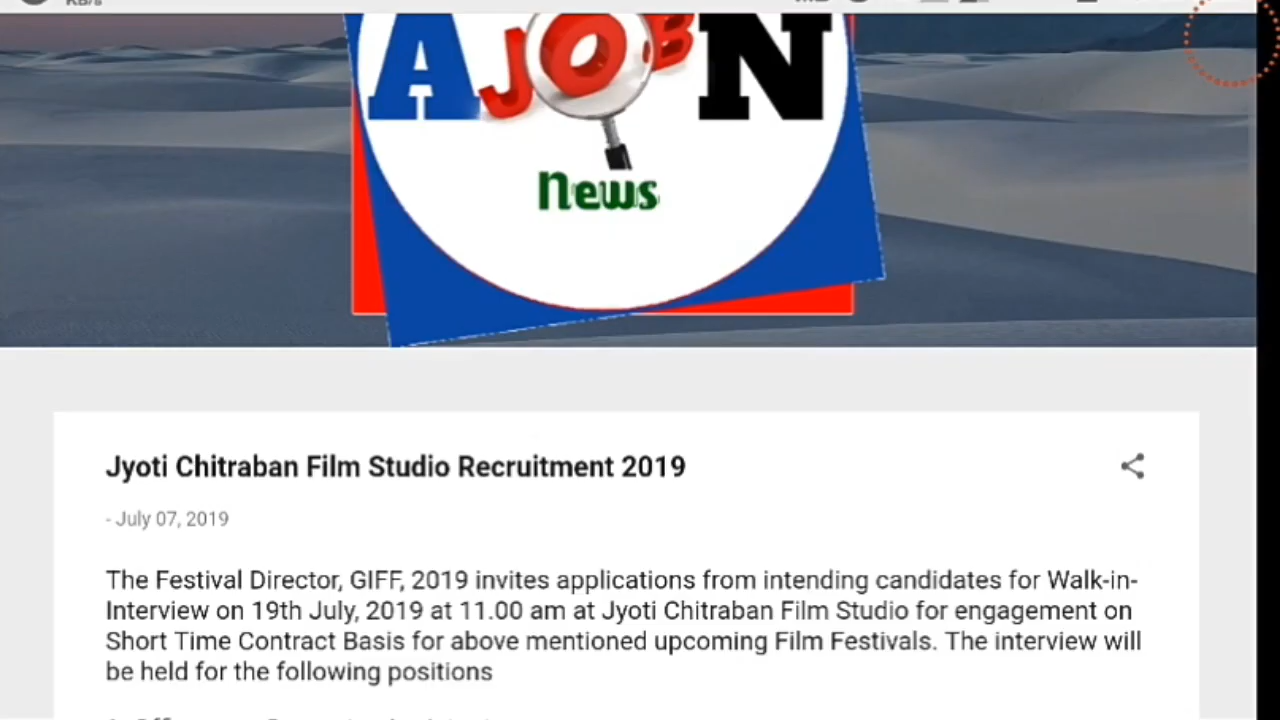 KB/s
A JOB N
News
Jyoti Chitraban Film Studio Recruitment 2019
- July 07, 2019
The Festival Director, GIFF, 2019 invites applications from intending candidates for Walk-in-
Interview on 19th July, 2019 at 11.00 am at Jyoti Chitraban Film Studio for engagement on
Short Time Contract Basis for above mentioned upcoming Film Festivals. The interview will
be held for the following positions